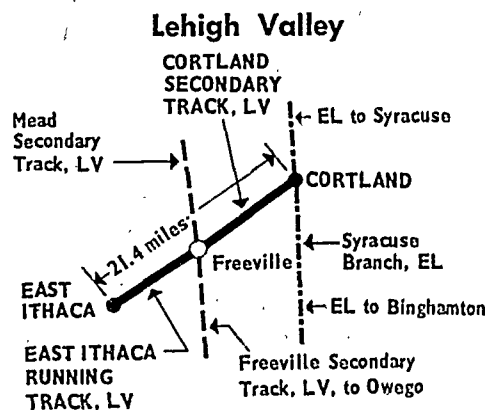 Lehigh Valley
CORTLAND
SECONDARY
TRACK, LV
Mead
Secondary
Track, LV
EL to Syracuse
CORTLAND
21.4 miles
Freeville
Syracuse
Branch, EL
EAST
ITHACA
EL to Binghamton
EAST ITHACA
RUNNING
TRACK, LV
Freeville Secondary
Track, LV, to Owego